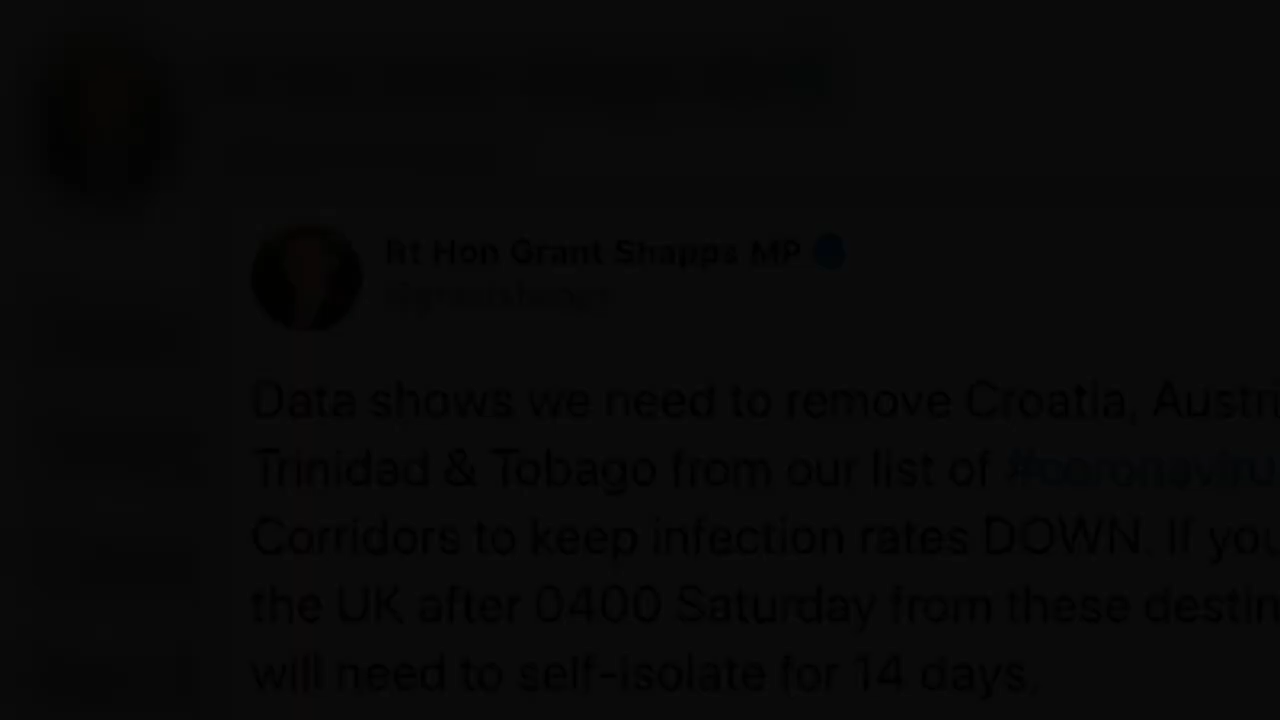 Rt Hon Grant Shapps MP
@grantshapps
Data shows we need to remove Croatia, Austri
Trinidad & Tobago from our list of #coronaviru
Corridors to keep infection rates DOWN. If you
the UK after 0400 Saturday from these destin
will need to self-isolate for 14 days.